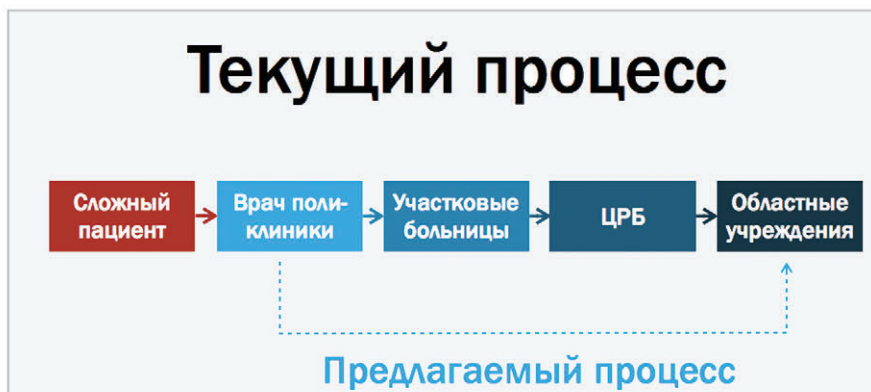 Текущий процесс
Сложный
пациент
Врач поли-
клиники
Участковые
больницы
ЦРБ
Областные
учреждения
Предлагаемый процесс